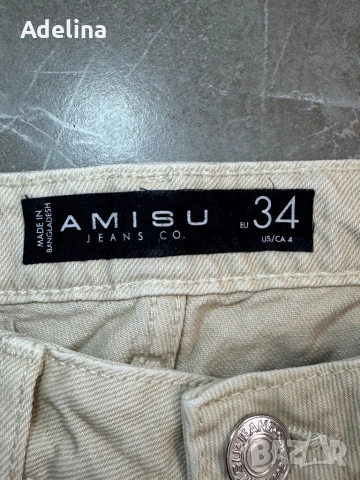 Adelina
MADE IN
BANGLADESH
AMISU
JEANS CO.
EU 34
US/CA 4